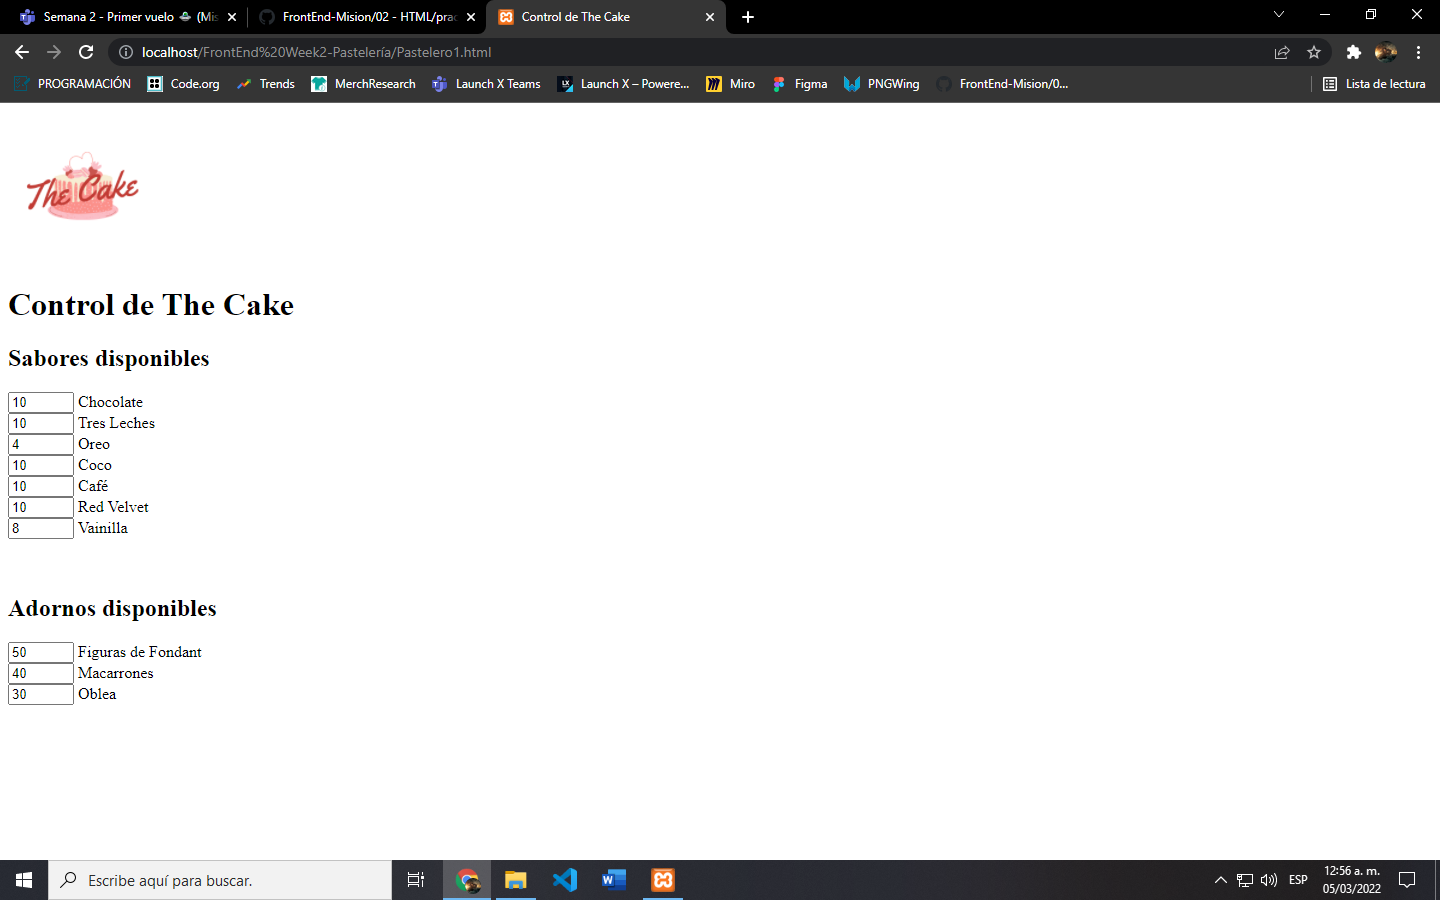 Semana 2 - Primer vuelo (Mis
FrontEnd-Mision/02 - HTML/prac
Control de The Cake
localhost/FrontEnd%20Week2-Pastelería/Pastelero1.html
PROGRAMACIÓN
Code.org
Trends
MerchResearch
Launch X Teams
LX
Launch X – Powere...
Miro
Figma
PNGWing
FrontEnd-Mision/0...
Lista de lectura
The Cake
Control de The Cake
Sabores disponibles
10 Chocolate
10 Tres Leches
4 Oreo
10 Coco
10 Café
10 Red Velvet
8 Vainilla
Adornos disponibles
50 Figuras de Fondant
40 Macarrones
30 Oblea
Escribe aquí para buscar.
ESP
12:56 a. m.
05/03/2022